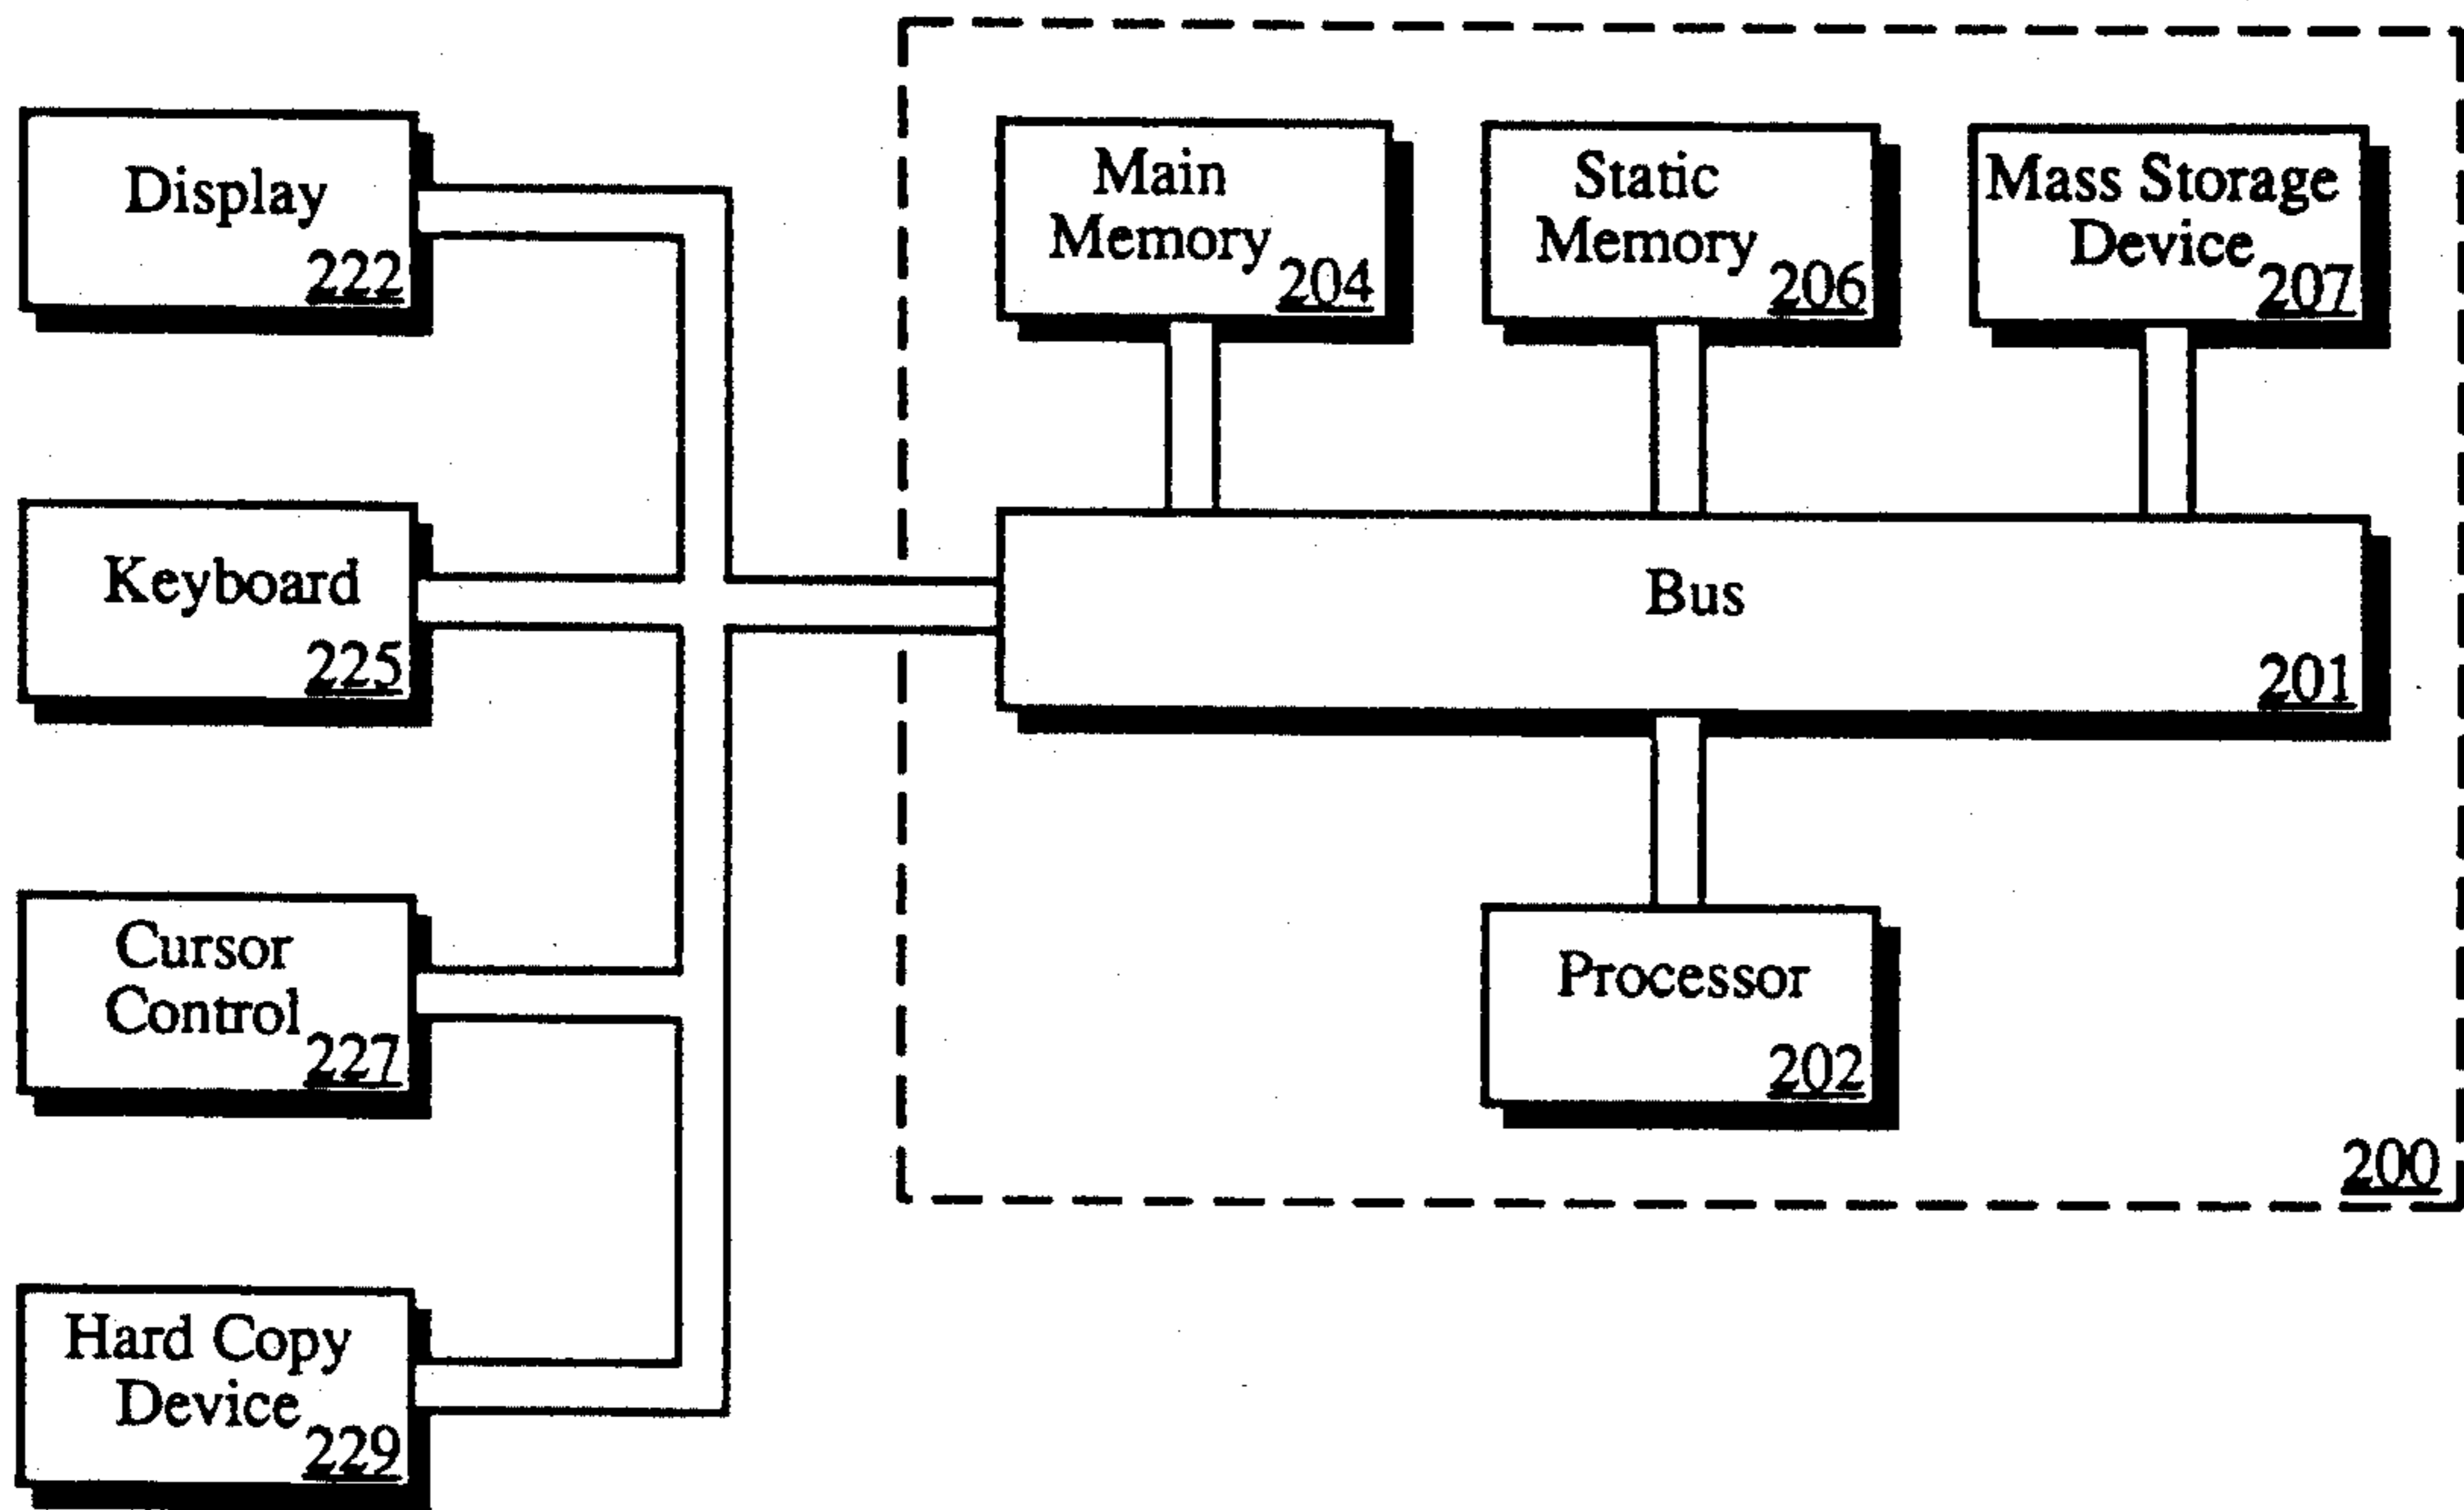 Display
222
Keyboard
225
Cursor
Control
227
Hard Copy
Device
229
Main
Memory
204
Static
Memory
206
Mass Storage
Device
207
Bus
201
Processor
202
200